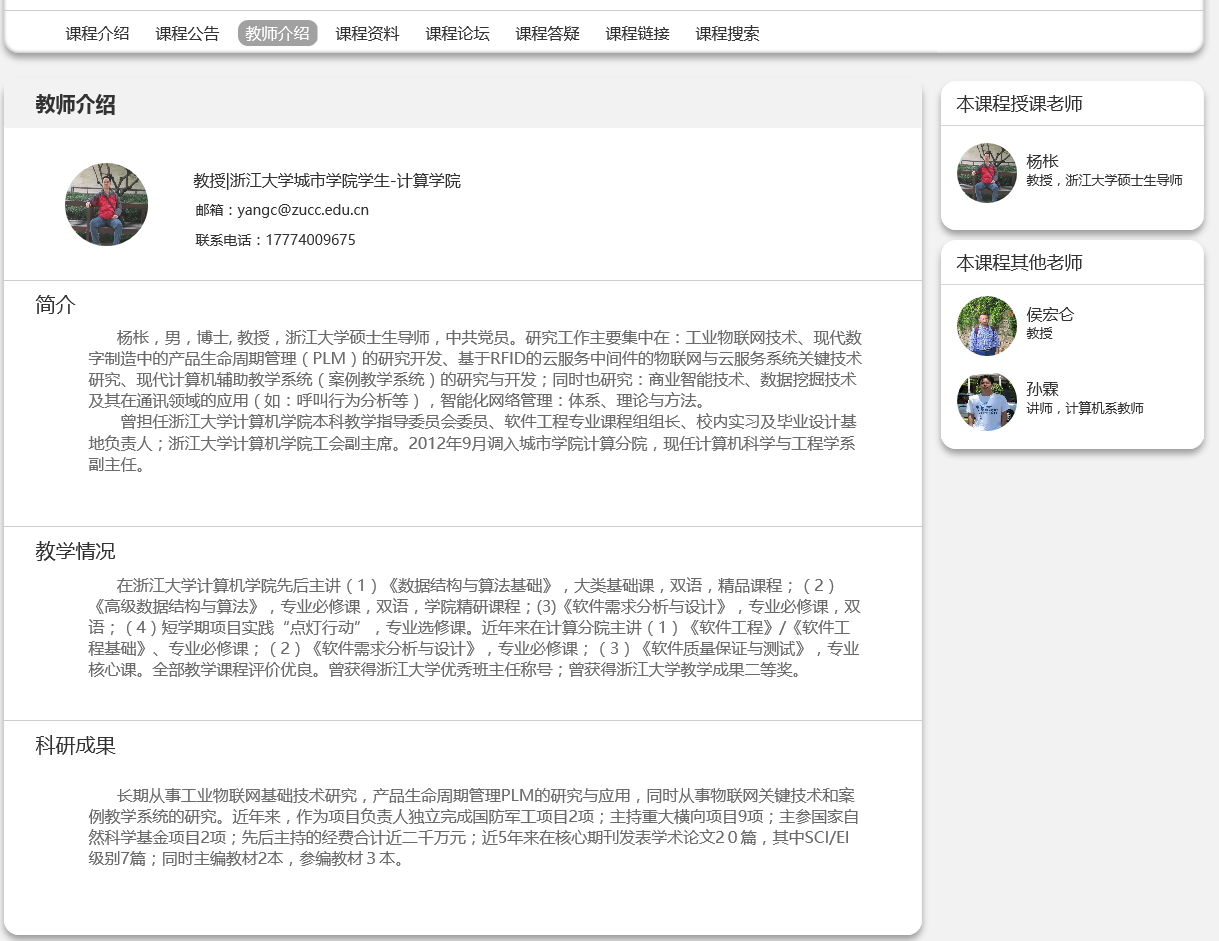 课程介绍 课程公告 教师介绍 课程资料 课程论坛 课程答疑 课程链接 课程搜索
教师介绍
教授|浙江大学城市学院学生-计算学院
邮箱：yangc@zucc.edu.cn
联系电话：17774009675
简介
杨枨，男，博士, 教授，浙江大学硕士生导师，中共党员。研究工作主要集中在：工业物联网技术、现代数
字制造中的产品生命周期管理（PLM）的研究开发、基于RFID的云服务中间件的物联网与云服务系统关键技术
研究、现代计算机辅助教学系统（案例教学系统）的研究与开发；同时也研究：商业智能技术、数据挖掘技术
及其在通讯领域的应用（如：呼叫行为分析等），智能化网络管理：体系、理论与方法。
曾担任浙江大学计算机学院本科教学指导委员会委员、软件工程专业课程组组长、校内实习及毕业设计基
地负责人；浙江大学计算机学院工会副主席。2012年9月调入城市学院计算分院，现任计算机科学与工程学系
副主任。
教学情况
在浙江大学计算机学院先后主讲（1）《数据结构与算法基础》，大类基础课，双语，精品课程；（2）
《高级数据结构与算法》，专业必修课，双语，学院精研课程；(3)《软件需求分析与设计》，专业必修课，双
语；（4）短学期项目实践“点灯行动”，专业选修课。近年来在计算分院主讲（1）《软件工程》/《软件工
程基础》、专业必修课；（2）《软件需求分析与设计》，专业必修课；（3）《软件质量保证与测试》，专业
核心课。全部教学课程评价优良。曾获得浙江大学优秀班主任称号；曾获得浙江大学教学成果二等奖。
科研成果
长期从事工业物联网基础技术研究，产品生命周期管理PLM的研究与应用，同时从事物联网关键技术和案
例教学系统的研究。近年来，作为项目负责人独立完成国防军工项目2项；主持重大横向项目9项；主参国家自
然科学基金项目2项；先后主持的经费合计近二千万元；近5年来在核心期刊发表学术论文2０篇，其中SCI/EI
级别7篇；同时主编教材2本，参编教材３本。
本课程授课老师
杨枨
教授，浙江大学硕士生导师
本课程其他老师
侯宏仑
教授
孙霖
讲师，计算机系教师